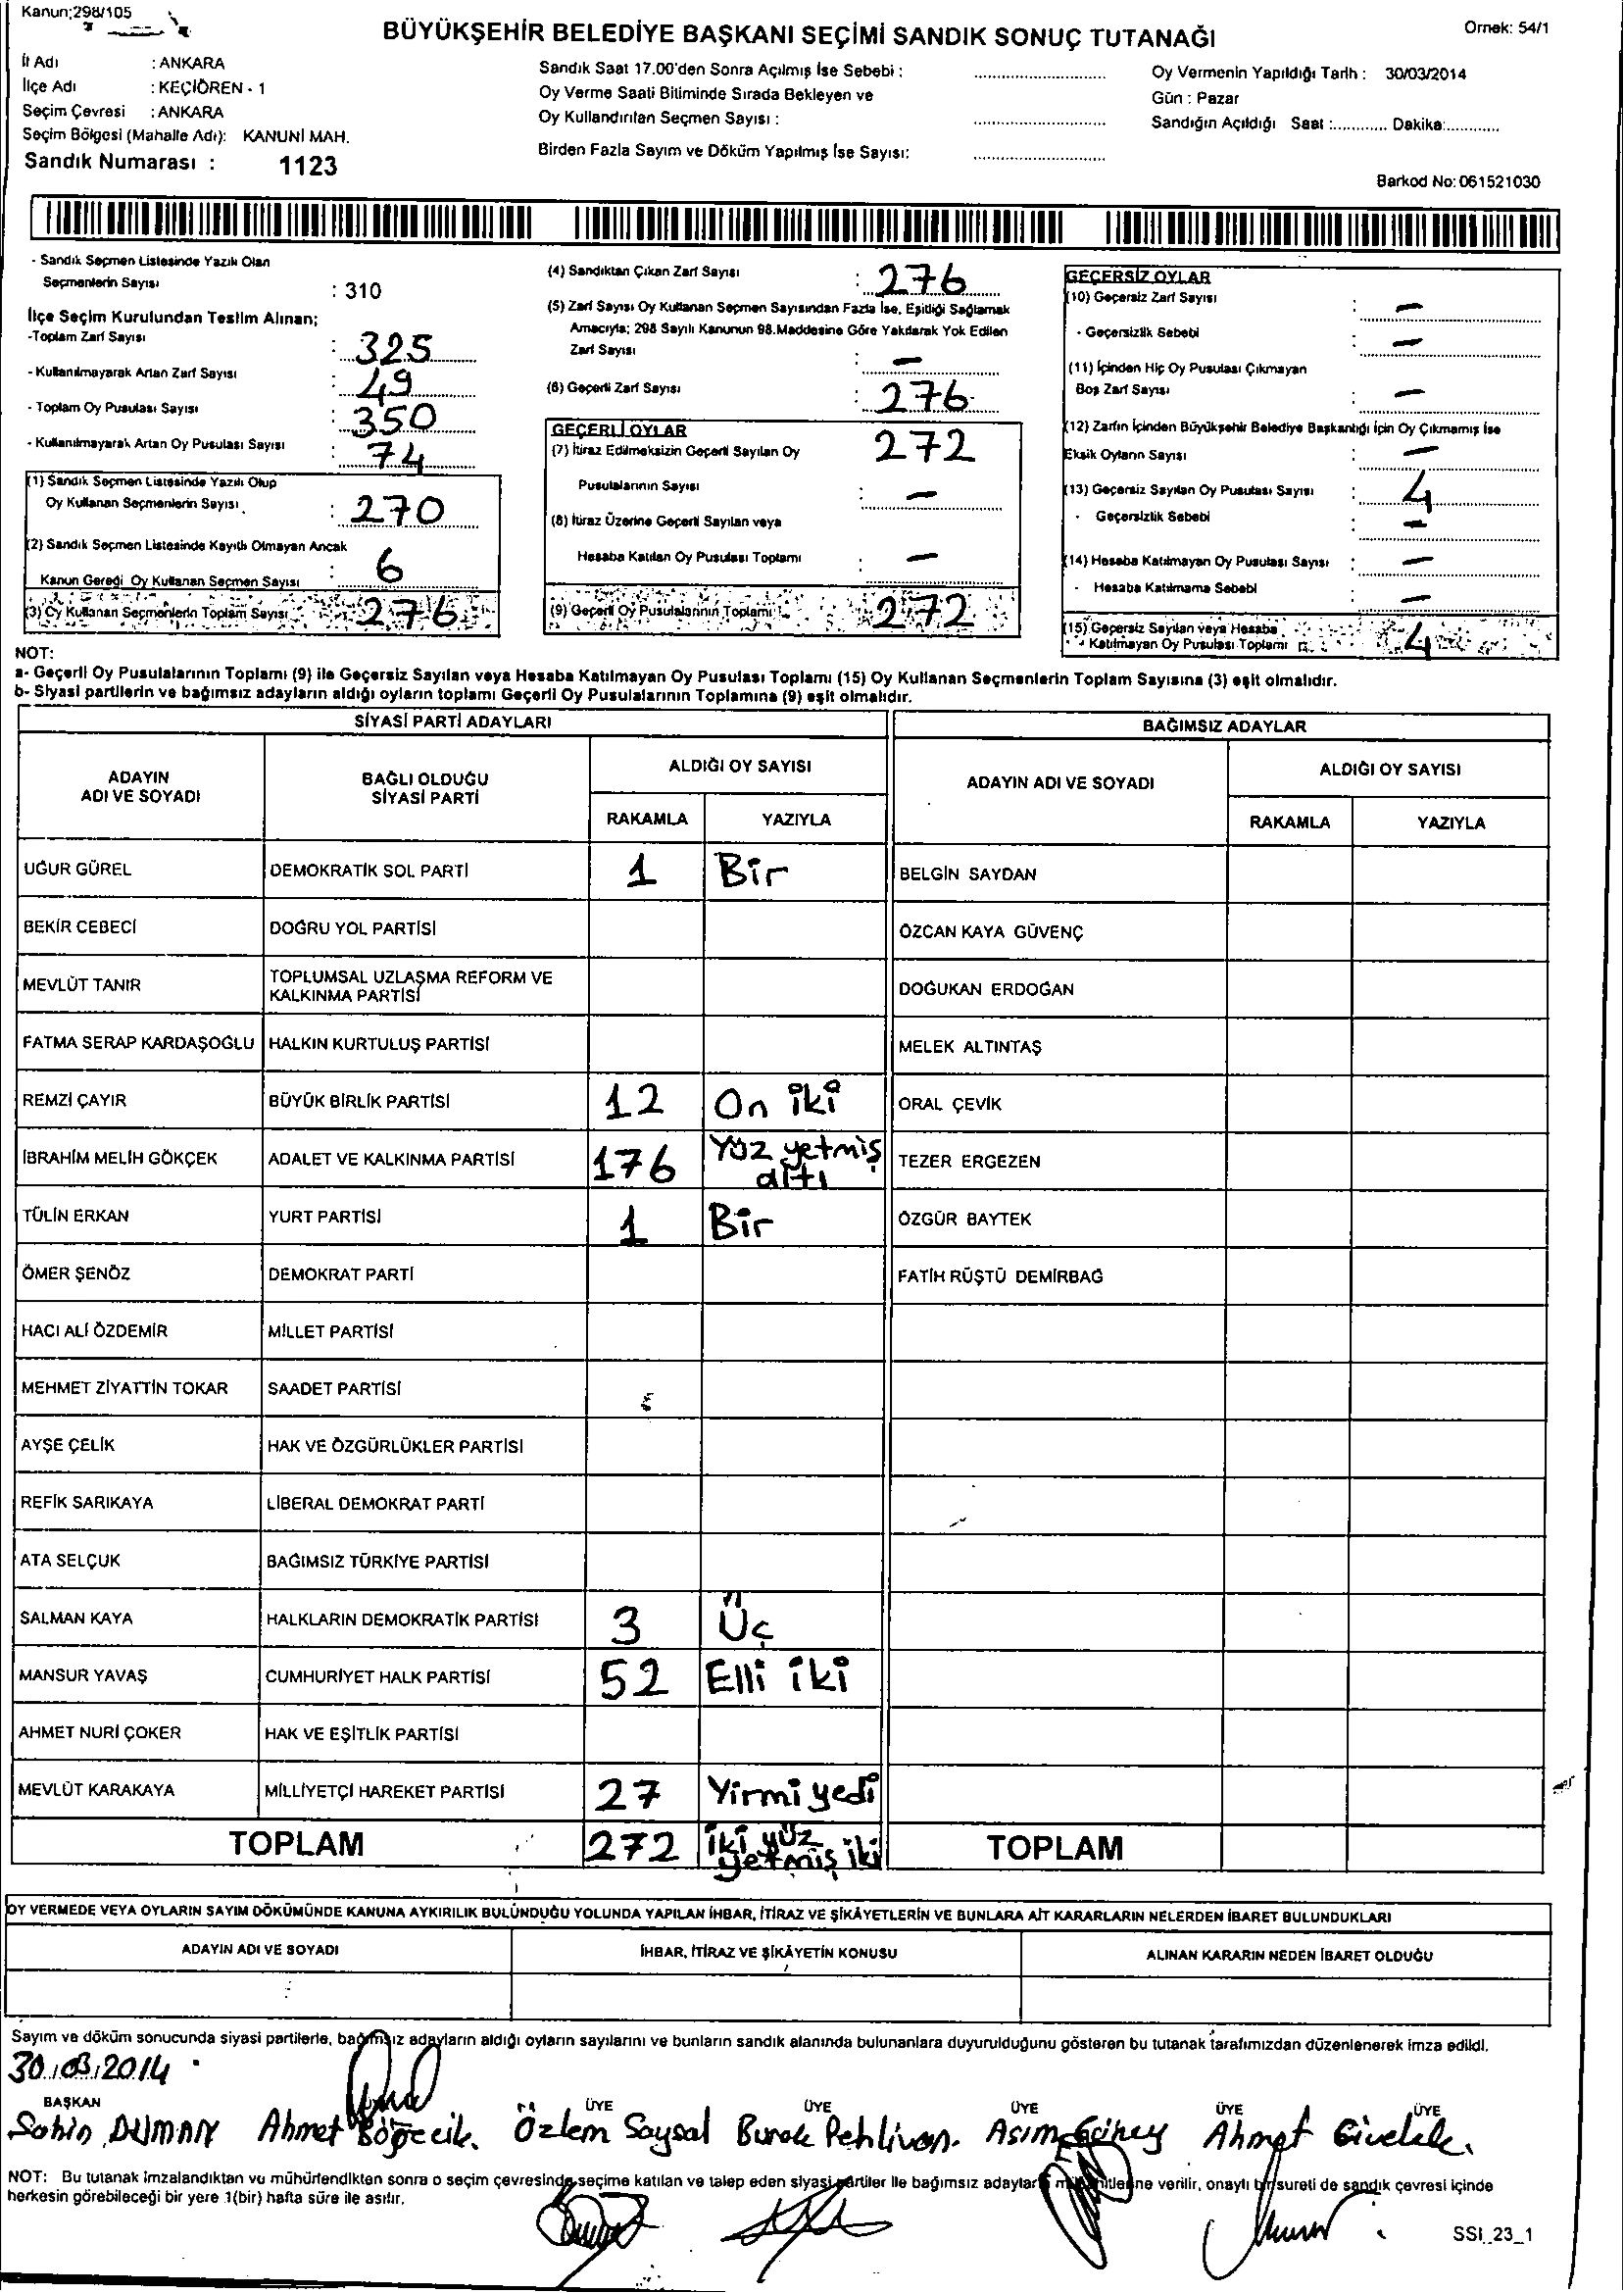 Kanun;298/105
BÜYÜKŞEHİR BELEDİYE BAŞKANI SEÇİMİ SANDIK SONUÇ TUTANAĞI
Örnek: 54/1
İl Adı : ANKARA
İlçe Adı : KEÇİÖREN - 1
Seçim Çevresi : ANKARA
Seçim Bölgesi (Mahalle Adı): KANUNİ MAH.
Sandık Numarası : 1123
Sandık Saat 17.00'den Sonra Açılmış İse Sebebi :
Oy Verme Saati Bitiminde Sırada Bekleyen ve
Oy Kullandırılan Seçmen Sayısı :
Birden Fazla Sayım ve Döküm Yapılmış İse Sayısı:
Oy Vermenin Yapıldığı Tarih : 30/03/2014
Gün : Pazar
Sandığın Açıldığı Saat :............ Dakika:............
Barkod No: 061521030
- Sandık Seçmen Listesinde Yazılı Olan
Seçmenlerin Sayısı : 310
İlçe Seçim Kurulundan Teslim Alınan;
-Toplam Zarf Sayısı : 325
- Kullanılmayarak Artan Zarf Sayısı : 49
- Toplam Oy Pusulası Sayısı : 350
- Kullanılmayarak Artan Oy Pusulası Sayısı : 74
(1) Sandık Seçmen Listesinde Yazılı Olup
Oy Kullanan Seçmenlerin Sayısı : 270
(2) Sandık Seçmen Listesinde Kayıtlı Olmayan Ancak
Kanun Gereği Oy Kullanan Seçmen Sayısı : 6
(3) Oy Kullanan Seçmenlerin Toplam Sayısı : 276
(4) Sandıktan Çıkan Zarf Sayısı : 276
(5) Zarf Sayısı Oy Kullanan Seçmen Sayısından Fazla İse, Eşitliği Sağlamak
Amacıyla; 298 Sayılı Kanunun 98.Maddesine Göre Yakılarak Yok Edilen
Zarf Sayısı : -
(6) Geçerli Zarf Sayısı : 276
GEÇERLİ OYLAR
(7) İtiraz Edilmeksizin Geçerli Sayılan Oy 272
Pusulalarının Sayısı : -
(8) İtiraz Üzerine Geçerli Sayılan veya
Hesaba Katılan Oy Pusulası Toplamı : -
(9) Geçerli Oy Pusulalarının Toplamı : 272
GEÇERSİZ OYLAR
(10) Geçersiz Zarf Sayısı : -
- Geçersizlik Sebebi : -
(11) İçinden Hiç Oy Pusulası Çıkmayan
Boş Zarf Sayısı : -
(12) Zarfın İçinden Büyükşehir Belediye Başkanlığı İçin Oy Çıkmamış İse
Eksik Oyların Sayısı : -
(13) Geçersiz Sayılan Oy Pusulası Sayısı : 4
- Geçersizlik Sebebi : -
(14) Hesaba Katılmayan Oy Pusulası Sayısı : -
- Hesaba Katılmama Sebebi : -
(15) Geçersiz Sayılan veya Hesaba
Katılmayan Oy Pusulası Toplamı : 4
NOT:
a- Geçerli Oy Pusulalarının Toplamı (9) ile Geçersiz Sayılan veya Hesaba Katılmayan Oy Pusulası Toplamı (15) Oy Kullanan Seçmenlerin Toplam Sayısına (3) eşit olmalıdır.
b- Siyasi partilerin ve bağımsız adayların aldığı oyların toplamı Geçerli Oy Pusulalarının Toplamına (9) eşit olmalıdır.
SİYASİ PARTİ ADAYLARI BAĞIMSIZ ADAYLAR
ADAYIN ADI VE SOYADI BAĞLI OLDUĞU SİYASİ PARTİ ALDIĞI OY SAYISI ADAYIN ADI VE SOYADI ALDIĞI OY SAYISI
RAKAMLA YAZIYLA RAKAMLA YAZIYLA
UĞUR GÜREL DEMOKRATİK SOL PARTİ 1 Bir BELGİN SAYDAN
BEKİR CEBECİ DOĞRU YOL PARTİSİ ÖZCAN KAYA GÜVENÇ
MEVLÜT TANIR TOPLUMSAL UZLAŞMA REFORM VE KALKINMA PARTİSİ DOĞUKAN ERDOĞAN
FATMA SERAP KARDAŞOĞLU HALKIN KURTULUŞ PARTİSİ MELEK ALTINTAŞ
REMZİ ÇAYIR BÜYÜK BİRLİK PARTİSİ 12 On iki ORAL ÇEVİK
İBRAHİM MELİH GÖKÇEK ADALET VE KALKINMA PARTİSİ 176 Yüz yetmiş altı TEZER ERGEZEN
TÜLİN ERKAN YURT PARTİSİ 1 Bir ÖZGÜR BAYTEK
ÖMER ŞENÖZ DEMOKRAT PARTİ FATİH RÜŞTÜ DEMİRBAĞ
HACI ALİ ÖZDEMİR MİLLET PARTİSİ
MEHMET ZİYATTİN TOKAR SAADET PARTİSİ
AYŞE ÇELİK HAK VE ÖZGÜRLÜKLER PARTİSİ
REFİK SARIKAYA LİBERAL DEMOKRAT PARTİ
ATA SELÇUK BAĞIMSIZ TÜRKİYE PARTİSİ
SALMAN KAYA HALKLARIN DEMOKRATİK PARTİSİ 3 Üç
MANSUR YAVAŞ CUMHURİYET HALK PARTİSİ 52 Elli iki
AHMET NURİ ÇOKER HAK VE EŞİTLİK PARTİSİ
MEVLÜT KARAKAYA MİLLİYETÇİ HAREKET PARTİSİ 27 Yirmi yedi
TOPLAM 272 iki yüz yetmiş iki TOPLAM
OY VERMEDE VEYA OYLARIN SAYIM DÖKÜMÜNDE KANUNA AYKIRILIK BULUNDUĞU YOLUNDA YAPILAN İHBAR, İTİRAZ VE ŞİKÂYETLERİN VE BUNLARA AİT KARARLARIN NELERDEN İBARET BULUNDUKLARI
ADAYIN ADI VE SOYADI İHBAR, İTİRAZ VE ŞİKÂYETİN KONUSU ALINAN KARARIN NEDEN İBARET OLDUĞU
Sayım ve döküm sonucunda siyasi partilerle, bağımsız adayların aldığı oyların sayılarını ve bunların sandık alanında bulunanlara duyurulduğunu gösteren bu tutanak tarafımızdan düzenlenerek imza edildi.
30.03.2014
BAŞKAN ÜYE ÜYE ÜYE ÜYE ÜYE
Şahin DUMAN Ahmet Böğrecik. Özlem Saysal Burak Pehlivan. Asım Güney Ahmet Givelek.
NOT: Bu tutanak imzalandıktan ve mühürlendikten sonra o seçim çevresinde seçime katılan ve talep eden siyasi partiler ile bağımsız adayların müşahitlerine verilir, onaylı bir sureti de sandık çevresi içinde
herkesin görebileceği bir yere 1(bir) hafta süre ile asılır.
SSI_23_1